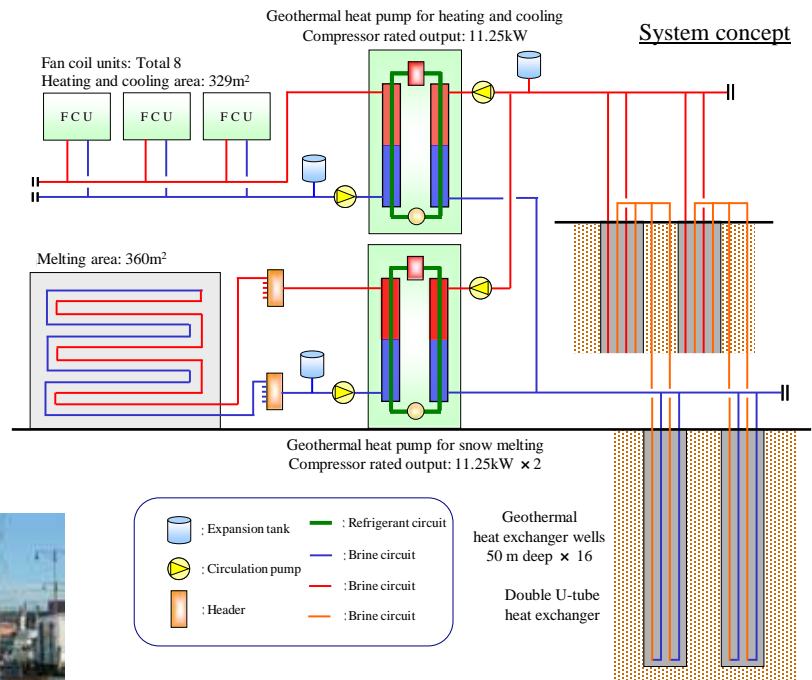 Geothermal heat pump for heating and cooling
Compressor rated output: 11.25kW
System concept
Fan coil units: Total 8
Heating and cooling area: 329m²
F C U
F C U
F C U
Melting area: 360m²
Geothermal heat pump for snow melting
Compressor rated output: 11.25kW × 2
: Expansion tank
: Refrigerant circuit
: Circulation pump
: Brine circuit
: Header
: Brine circuit
: Brine circuit
Geothermal
heat exchanger wells
50 m deep × 16
Double U-tube
heat exchanger